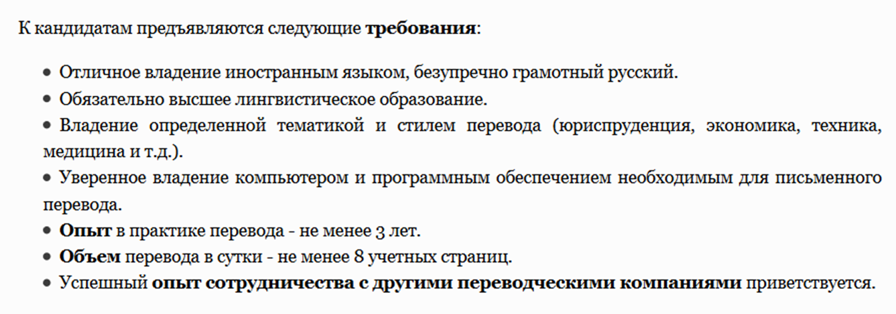 К кандидатам предъявляются следующие требования:
● Отличное владение иностранным языком, безупречно грамотный русский.
● Обязательно высшее лингвистическое образование.
● Владение определенной тематикой и стилем перевода (юриспруденция, экономика, техника,
медицина и т.д.).
● Уверенное владение компьютером и программным обеспечением необходимым для письменного
перевода.
● Опыт в практике перевода - не менее 3 лет.
● Объем перевода в сутки - не менее 8 учетных страниц.
● Успешный опыт сотрудничества с другими переводческими компаниями приветствуется.